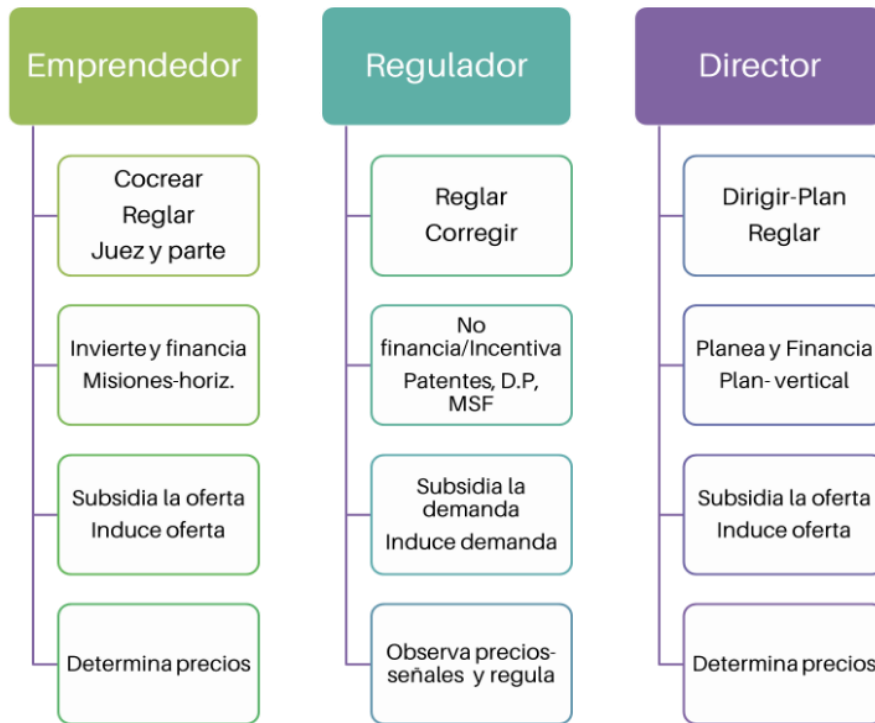 Emprendedor
Cocrear
Reglar
Juez y parte
Invierte y financia
Misiones-horiz.
Subsidia la oferta
Induce oferta
Determina precios
Regulador
Reglar
Corregir
No
financia/Incentiva
Patentes, D.P,
MSF
Subsidia la
demanda
Induce demanda
Observa precios-
señales y regula
Director
Dirigir-Plan
Reglar
Planea y Financia
Plan- vertical
Subsidia la oferta
Induce oferta
Determina precios